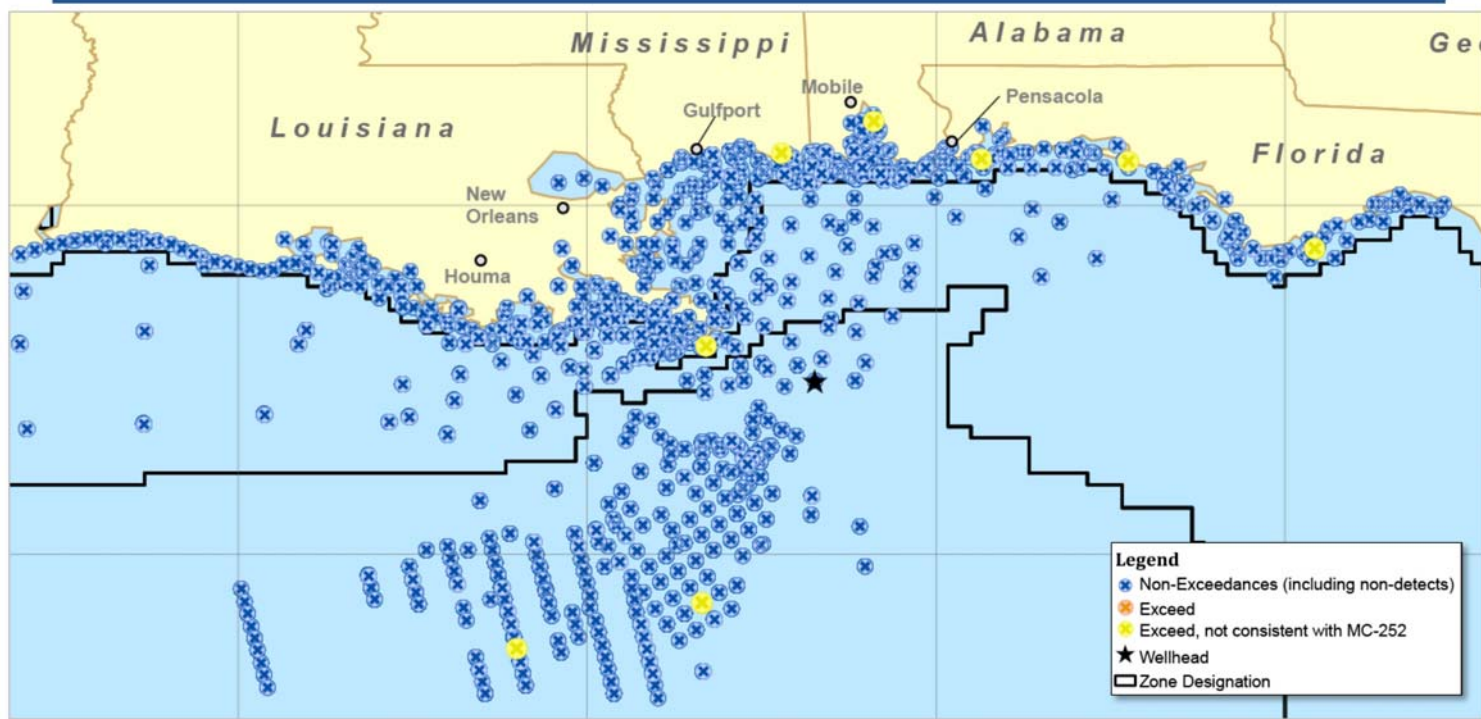 Mississippi
Alabama
Geo
Mobile
Pensacola
Gulfport
Louisiana
Florida
New
Orleans
Houma
Legend
Non-Exceedances (including non-detects)
Exceed
Exceed, not consistent with MC-252
Wellhead
Zone Designation